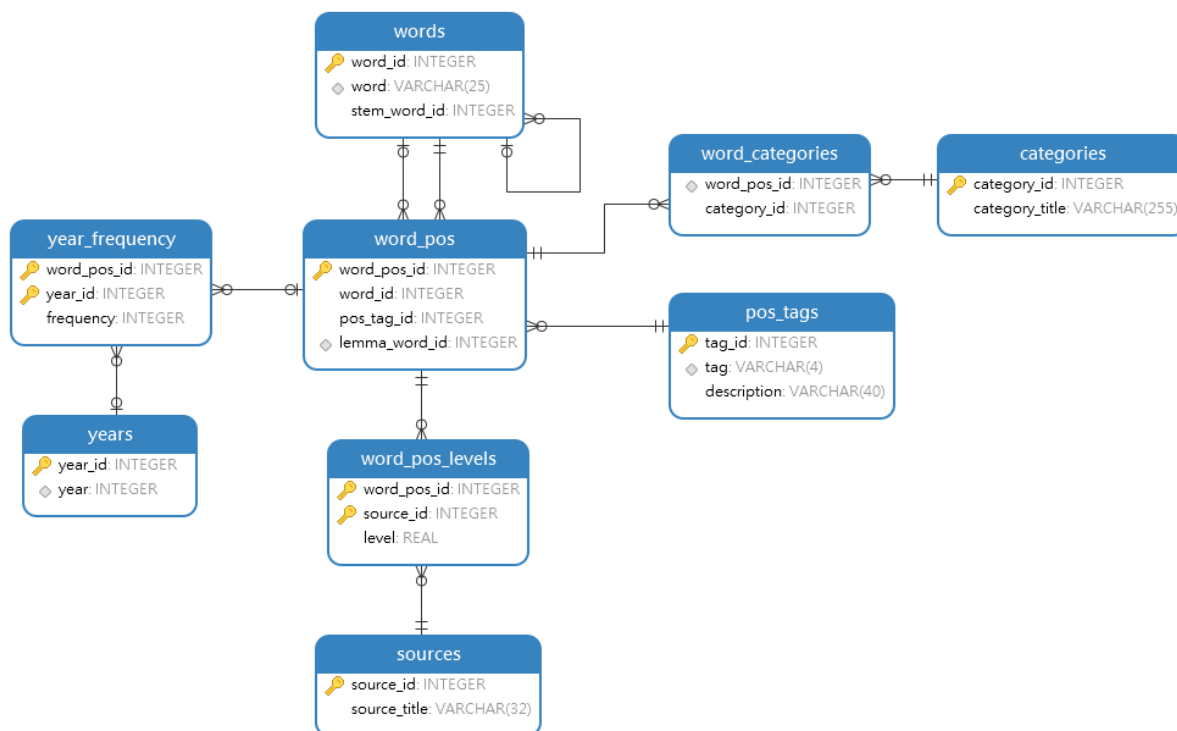 words
word_id: INTEGER
word: VARCHAR(25)
stem_word_id: INTEGER
word_categories
word_pos_id: INTEGER
category_id: INTEGER
categories
category_id: INTEGER
category_title: VARCHAR(255)
year_frequency
word_pos_id: INTEGER
year_id: INTEGER
frequency: INTEGER
word_pos
word_pos_id: INTEGER
word_id: INTEGER
pos_tag_id: INTEGER
lemma_word_id: INTEGER
pos_tags
tag_id: INTEGER
tag: VARCHAR(4)
description: VARCHAR(40)
years
year_id: INTEGER
year: INTEGER
word_pos_levels
word_pos_id: INTEGER
source_id: INTEGER
level: REAL
sources
source_id: INTEGER
source_title: VARCHAR(32)